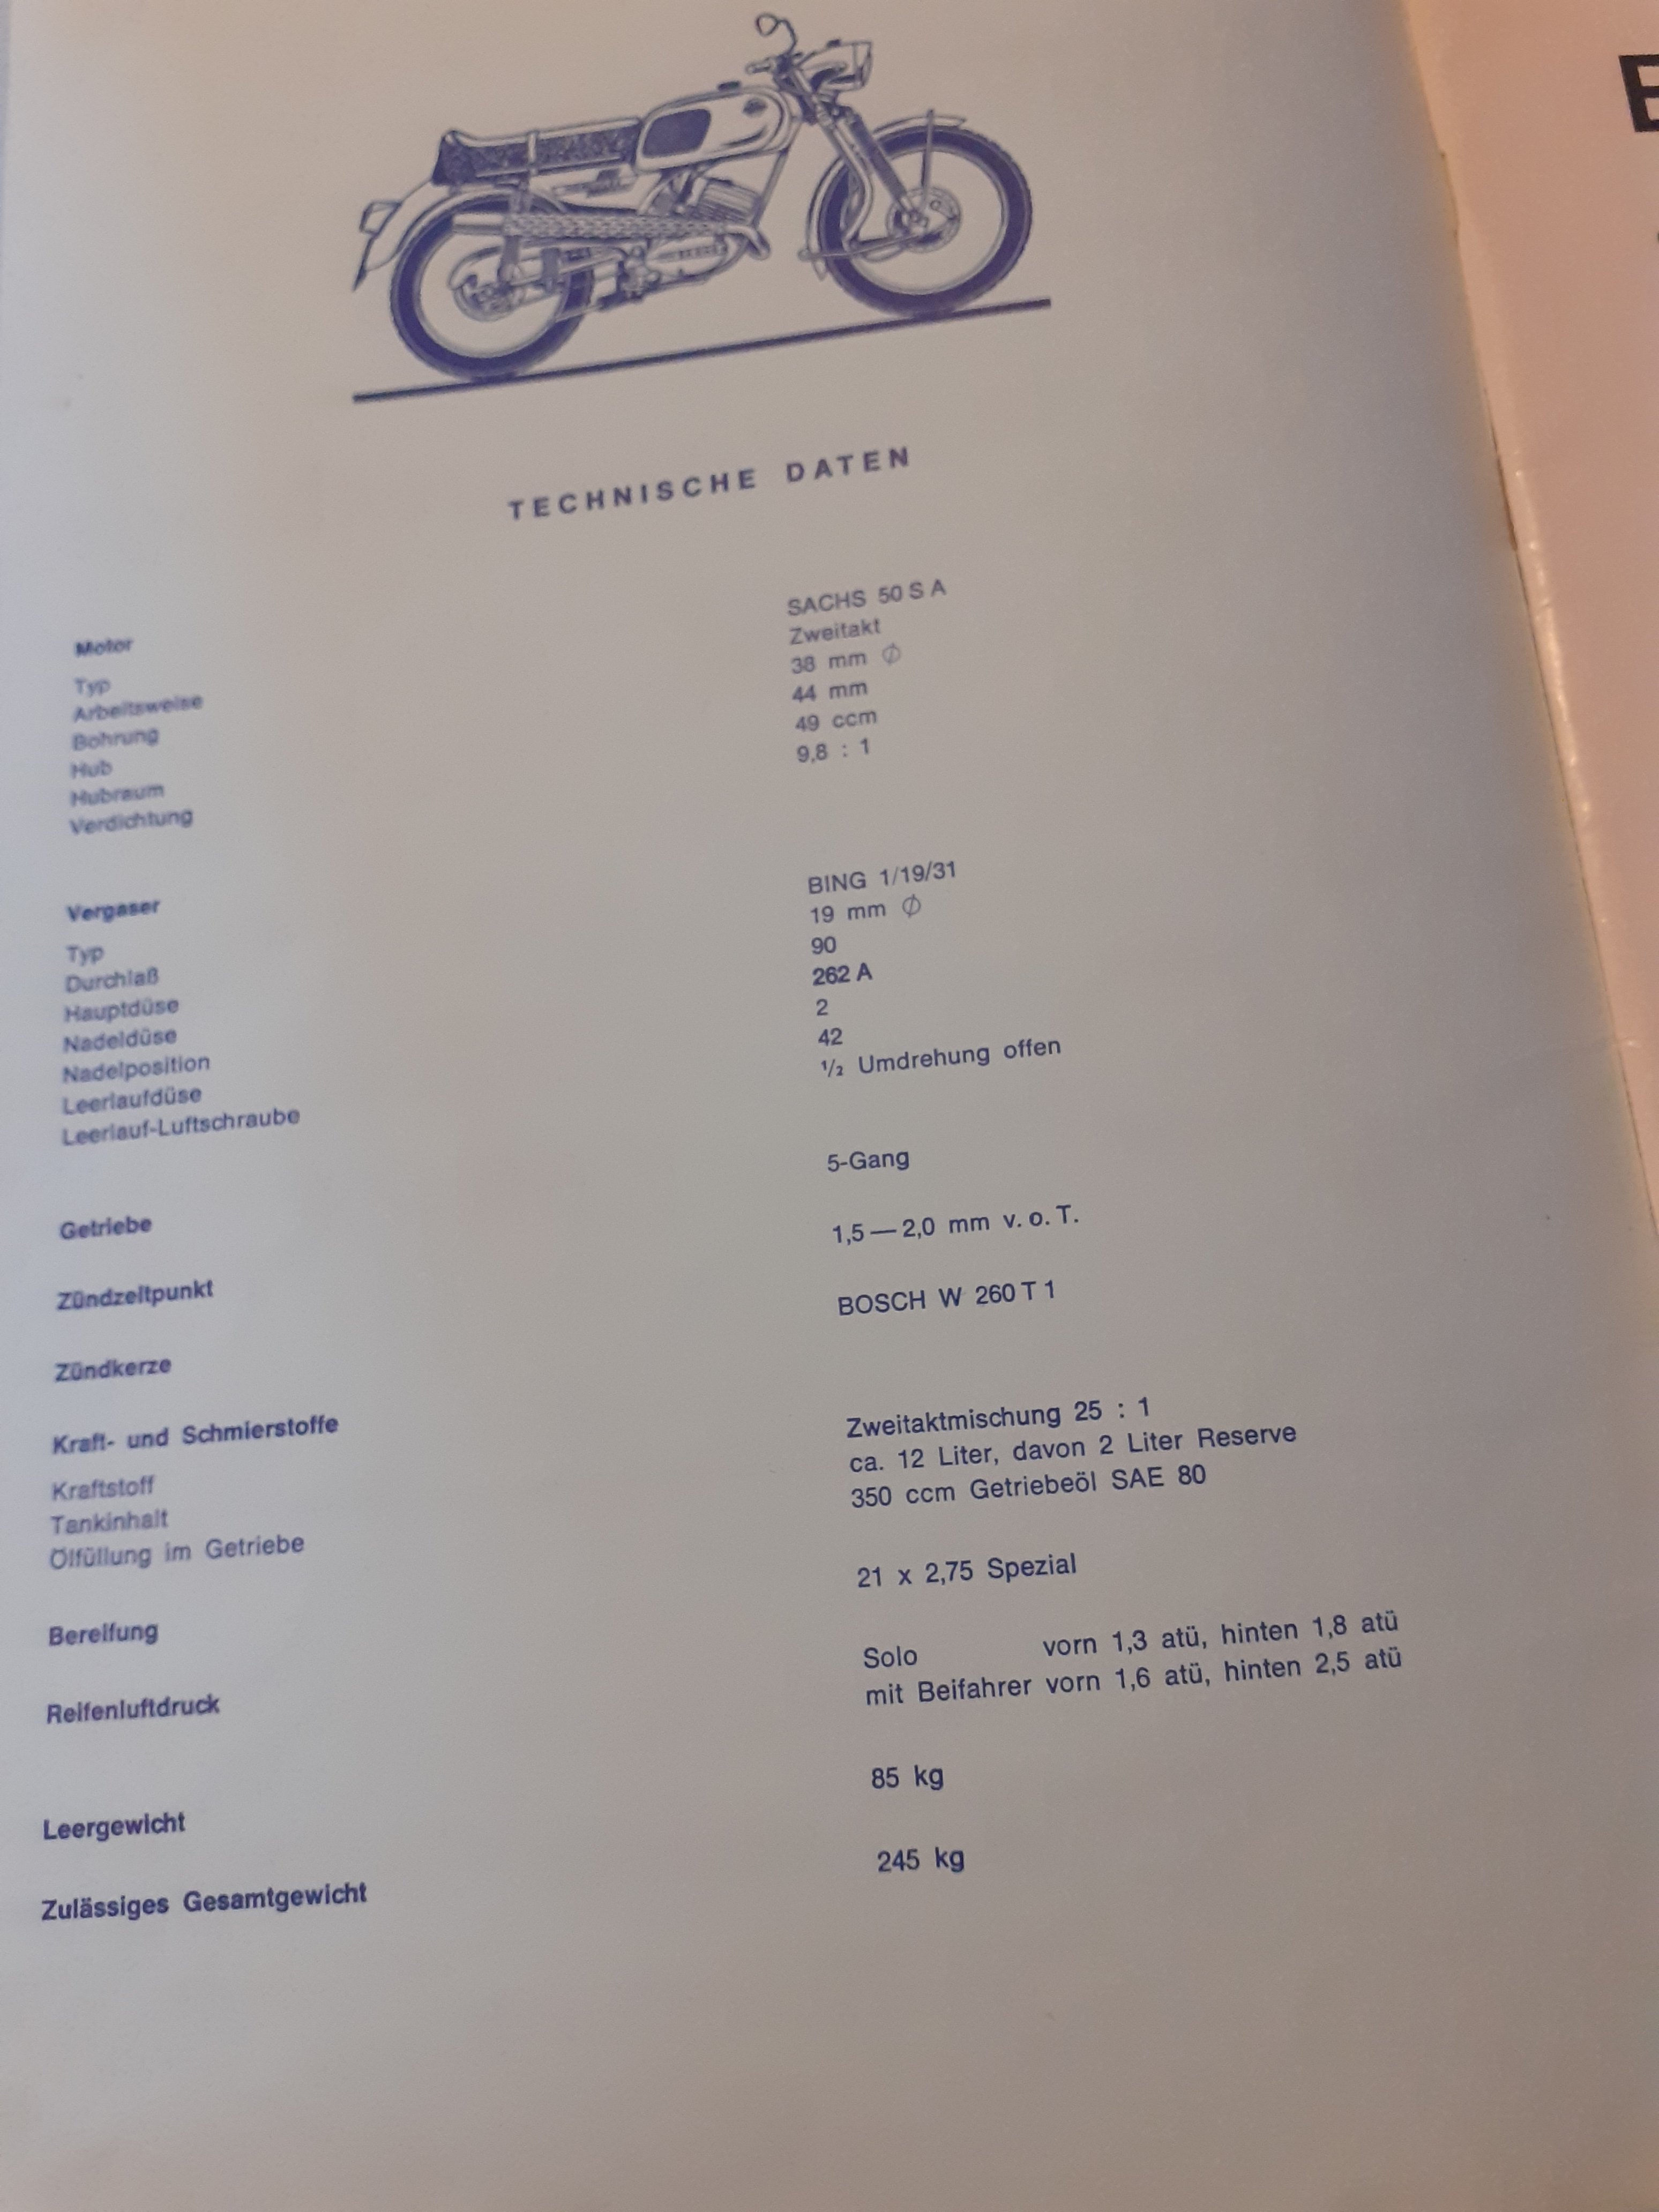 TECHNISCHE DATEN
Motor
Typ SACHS 50 S A
Arbeitsweise Zweitakt
Bohrung 38 mm ∅
Hub 44 mm
Hubraum 49 ccm
Verdichtung 9,8 : 1
Vergaser
Typ BING 1/19/31
Durchlaß 19 mm ∅
Hauptdüse 90
Nadeldüse 262 A
Nadelposition 2
Leerlaufdüse 42
Leerlauf-Luftschraube ½ Umdrehung offen
Getriebe 5-Gang
Zündzeitpunkt 1,5 — 2,0 mm v. o. T.
Zündkerze BOSCH W 260 T 1
Kraft- und Schmierstoffe
Kraftstoff Zweitaktmischung 25 : 1
Tankinhalt ca. 12 Liter, davon 2 Liter Reserve
Ölfüllung im Getriebe 350 ccm Getriebeöl SAE 80
Bereifung 21 x 2,75 Spezial
Reifenluftdruck Solo vorn 1,3 atü, hinten 1,8 atü
mit Beifahrer vorn 1,6 atü, hinten 2,5 atü
Leergewicht 85 kg
Zulässiges Gesamtgewicht 245 kg